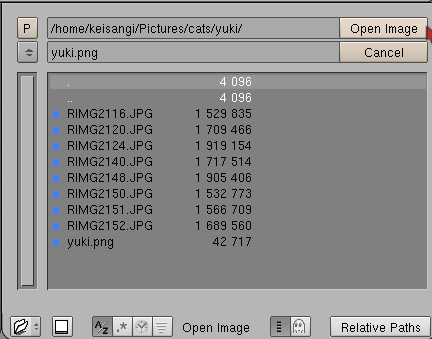 P /home/keisangi/Pictures/cats/yuki/ Open Image
yuki.png Cancel
. 4 096
.. 4 096
RIMG2116.JPG 1 529 835
RIMG2120.JPG 1 709 466
RIMG2124.JPG 1 919 154
RIMG2140.JPG 1 717 514
RIMG2148.JPG 1 905 406
RIMG2150.JPG 1 532 773
RIMG2151.JPG 1 566 709
RIMG2152.JPG 1 689 560
yuki.png 42 717
A/Z .* Open Image Relative Paths